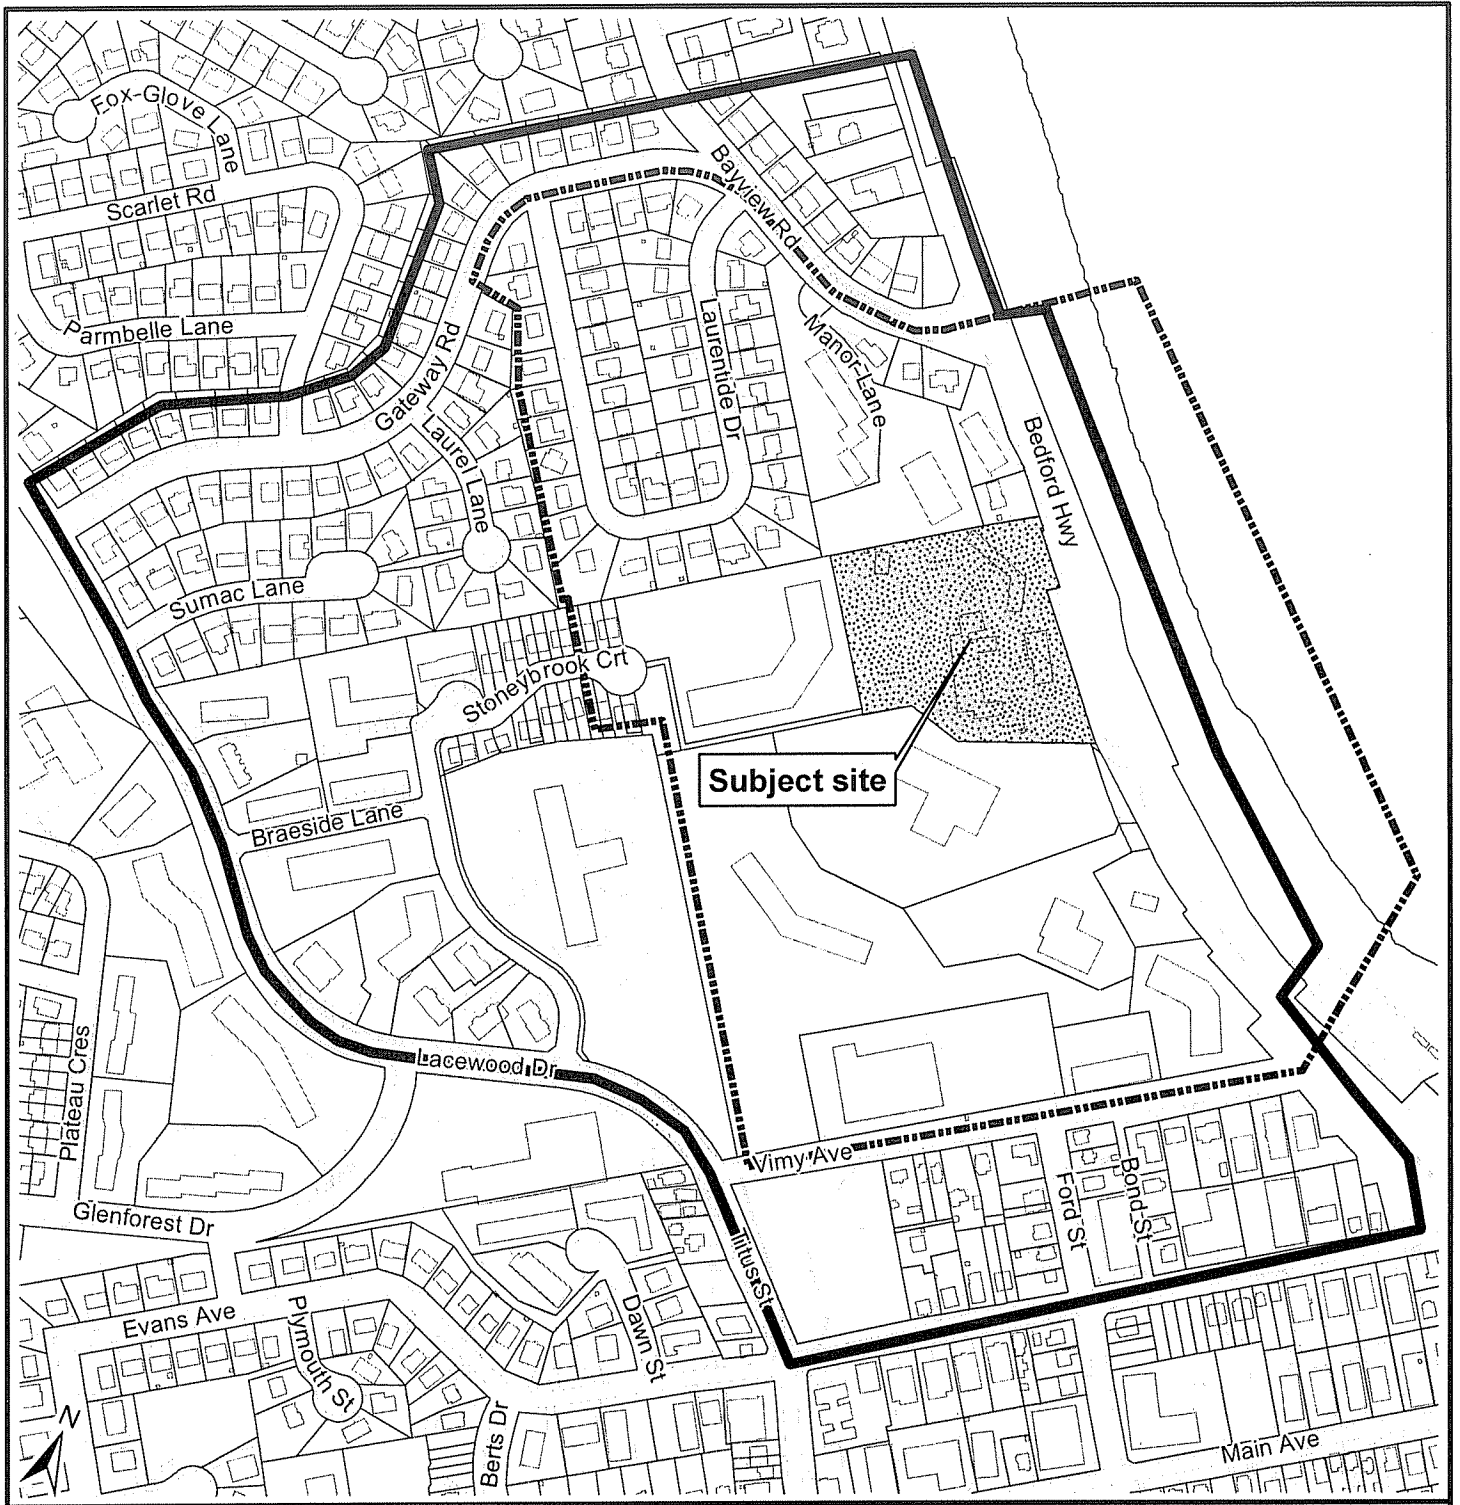 Fox-Glove Lane
Scarlet Rd
Parmbelle Lane
Bayview Rd
Gateway Rd
Laurel Lane
Laurentide Dr
Manor Lane
Bedford Hwy
Sumac Lane
Stoneybrook Crt
Subject site
Braeside Lane
Plateau Cres
Lacewood Dr
Vimy Ave
Glenforest Dr
Ford St
Bond St
Titus St
Evans Ave
Plymouth St
Dawn St
Berts Dr
Main Ave
N